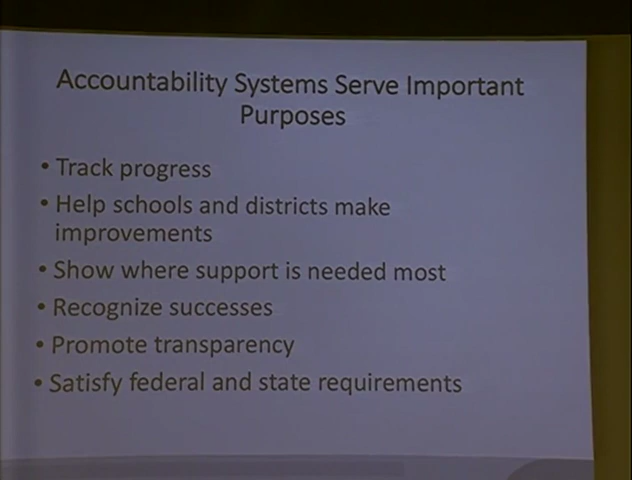 Accountability Systems Serve Important
Purposes
• Track progress
• Help schools and districts make
improvements
• Show where support is needed most
• Recognize successes
• Promote transparency
• Satisfy federal and state requirements